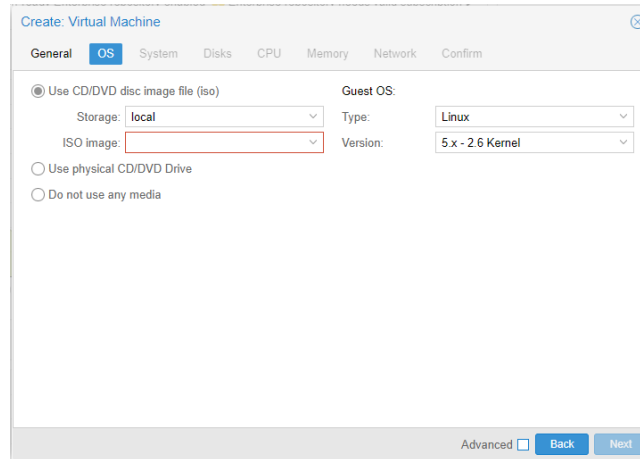 Create: Virtual Machine
General OS System Disks CPU Memory Network Confirm
Use CD/DVD disc image file (iso)
Storage: local
ISO image:
Use physical CD/DVD Drive
Do not use any media
Guest OS:
Type: Linux
Version: 5.x - 2.6 Kernel
Advanced Back Next